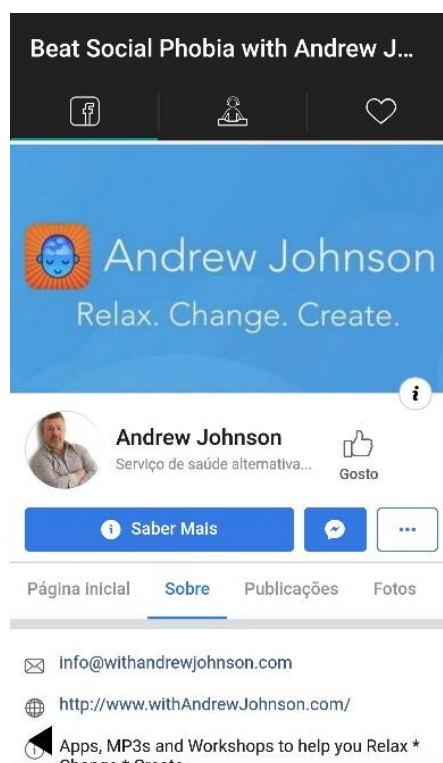 Beat Social Phobia with Andrew J...
Andrew Johnson
Relax. Change. Create.
Andrew Johnson
Serviço de saúde alternativa...
Gosto
Saber Mais
Página inicial Sobre Publicações Fotos
info@withandrewjohnson.com
http://www.withAndrewJohnson.com/
Apps, MP3s and Workshops to help you Relax *
Change * Create